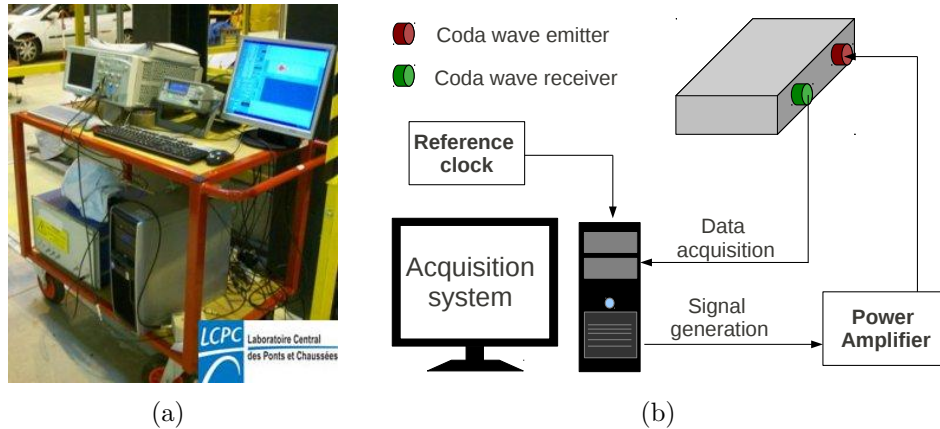 LCPC
Laboratoire Central
des Ponts et Chaussées
(a)
Coda wave emitter
Coda wave receiver
Reference
clock
Data
acquisition
Acquisition
system
Signal
generation
Power
Amplifier
(b)